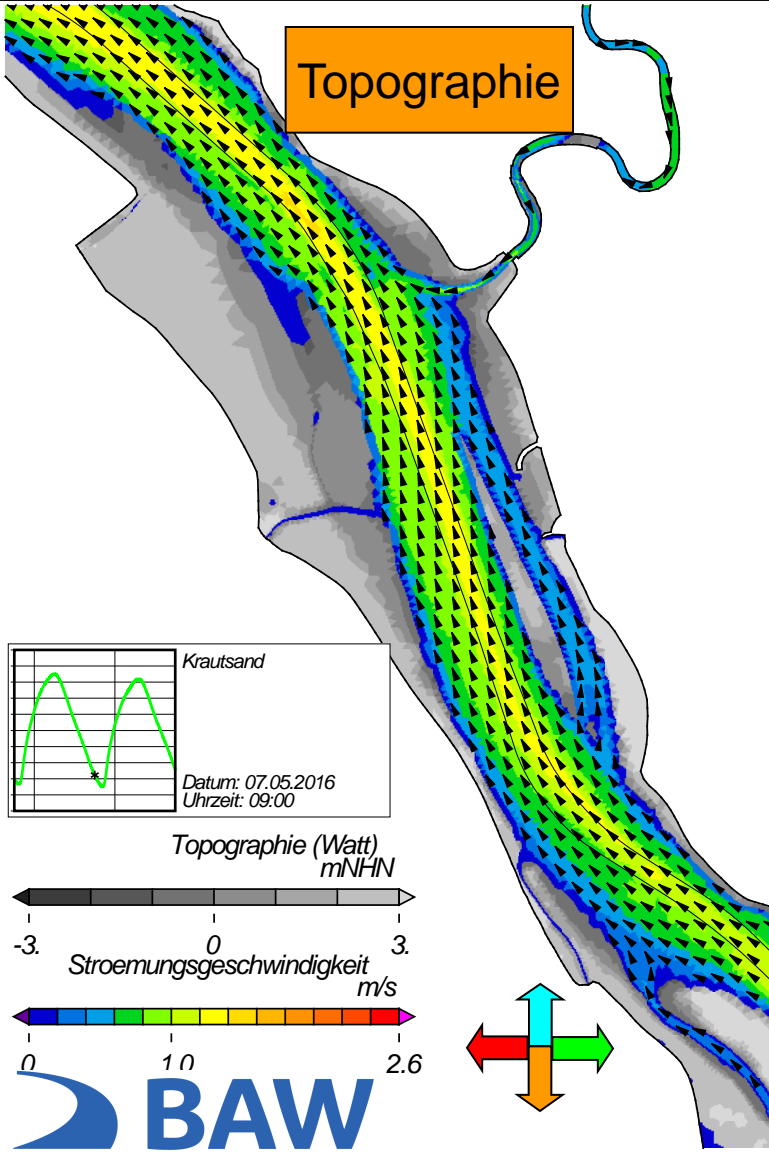 Topographie
Krautsand
Datum: 07.05.2016
Uhrzeit: 09:00
Topographie (Watt)
mNHN
-3. 0 3.
Stroemungsgeschwindigkeit
m/s
0 1.0 2.6
BAW